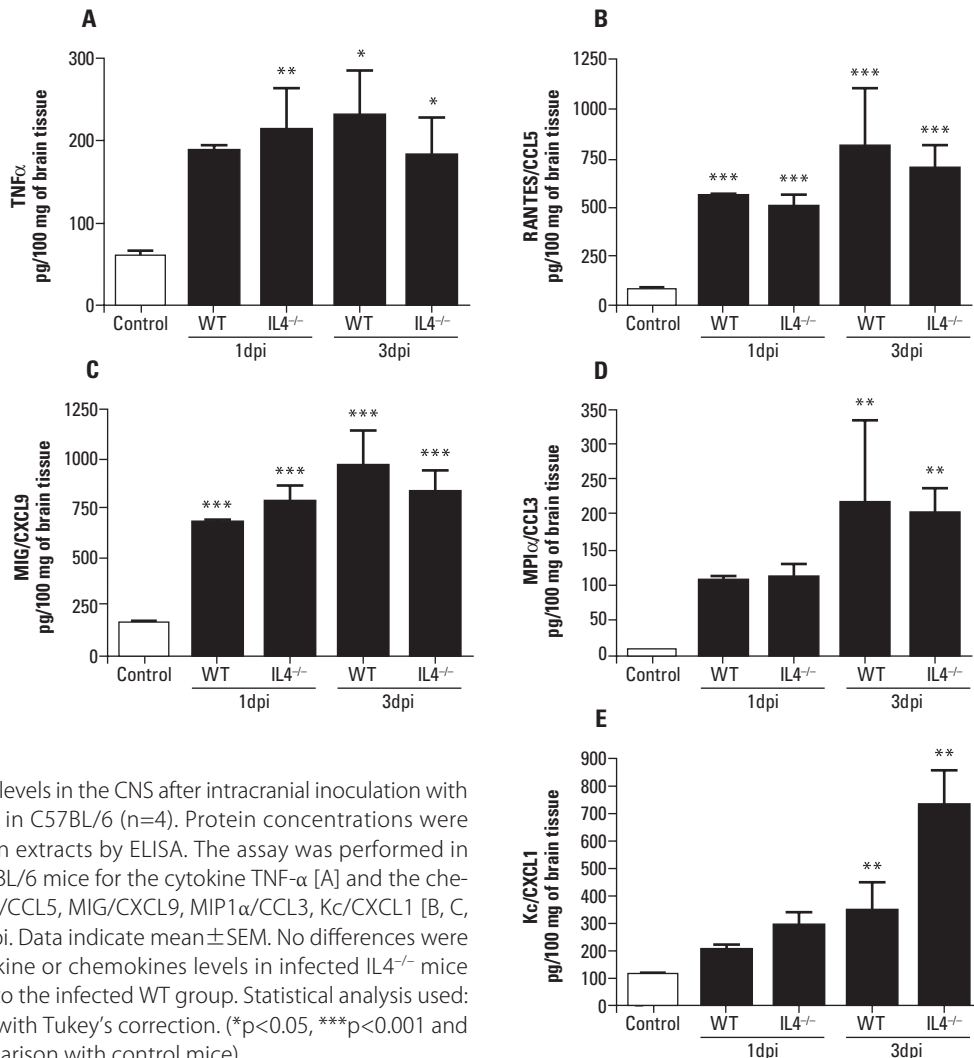 A
TNFα
pg/100 mg of brain tissue
300
200
100
0
** * *
Control WT IL4–/– WT IL4–/–
1dpi 3dpi
B
RANTES/CCL5
pg/100 mg of brain tissue
1250
1000
750
500
250
0
*** *** *** ***
Control WT IL4–/– WT IL4–/–
1dpi 3dpi
C
MIG/CXCL9
pg/100 mg of brain tissue
1250
1000
750
500
250
0
*** *** *** ***
Control WT IL4–/– WT IL4–/–
1dpi 3dpi
D
MPIα/CCL3
pg/100 mg of brain tissue
350
300
250
200
150
100
50
0
** **
Control WT IL4–/– WT IL4–/–
1dpi 3dpi
E
Kc/CXCL1
pg/100 mg of brain tissue
900
800
700
600
500
400
300
200
100
0
** **
Control WT IL4–/– WT IL4–/–
1dpi 3dpi
levels in the CNS after intracranial inoculation with
in C57BL/6 (n=4). Protein concentrations were
n extracts by ELISA. The assay was performed in
BL/6 mice for the cytokine TNF-α [A] and the che-
/CCL5, MIG/CXCL9, MIP1α/CCL3, Kc/CXCL1 [B, C,
pi. Data indicate mean±SEM. No differences were
kine or chemokines levels in infected IL4–/– mice
to the infected WT group. Statistical analysis used:
with Tukey's correction. (*p<0.05, ***p<0.001 and
parison with control mice)